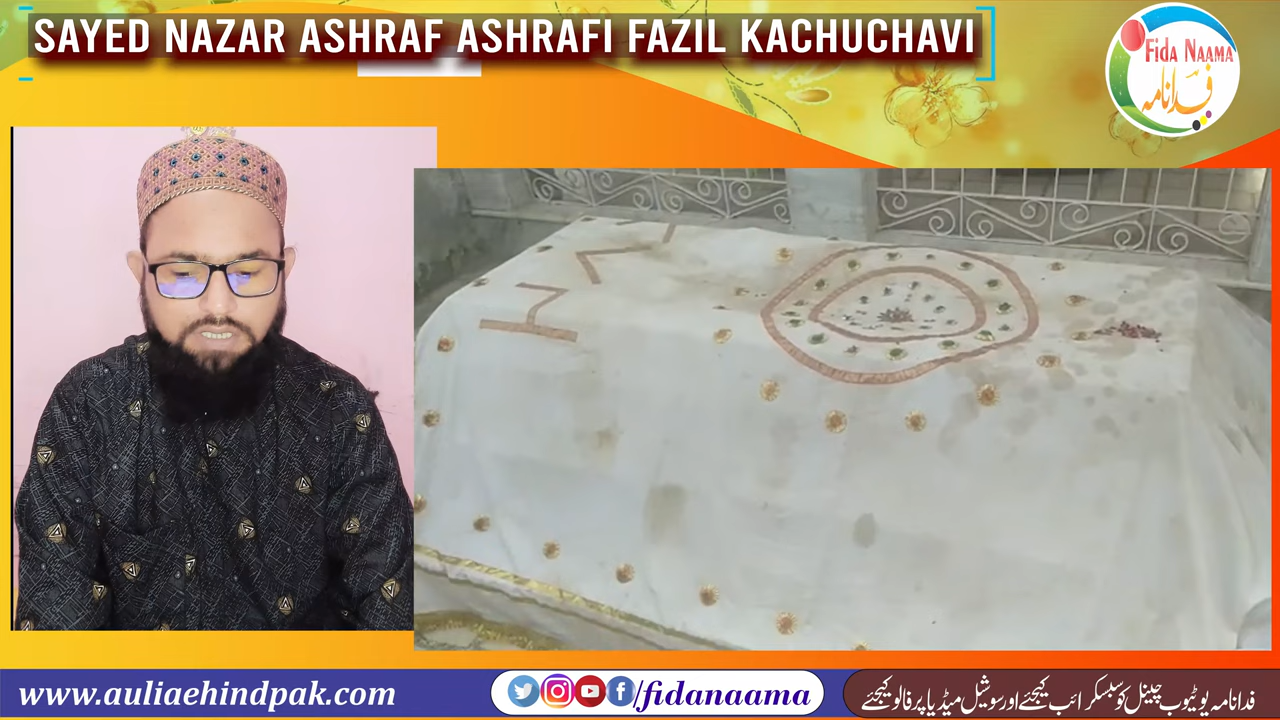 SAYED NAZAR ASHRAF ASHRAFI FAZIL KACHUCHAVI
Fida Naama
فدانامہ
www.auliaehindpak.com
/fidanaama
فدانامہ یوٹیوب چینل کو سبسکرائب کیجئے اور سوشیل میڈیا پر فالو کیجئے